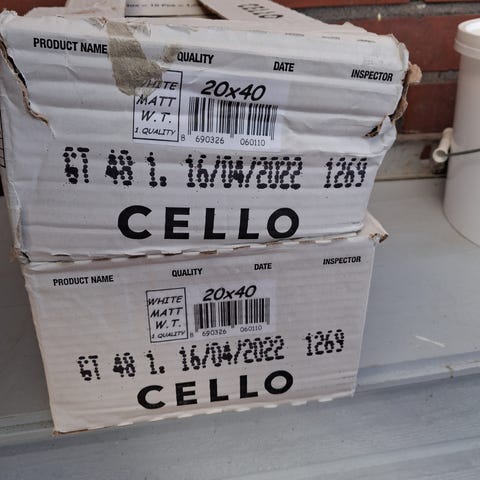 CELLO
PRODUCT NAME QUALITY DATE INSPECTOR
WHITE
MATT
W.T.
1. QUALITY
20x40
8 690326 060110
GT 48 1. 16/04/2022 1269
CELLO
PRODUCT NAME QUALITY DATE INSPECTOR
WHITE
MATT
W.T.
1. QUALITY
20x40
8 690326 060110
GT 48 1. 16/04/2022 1269
CELLO